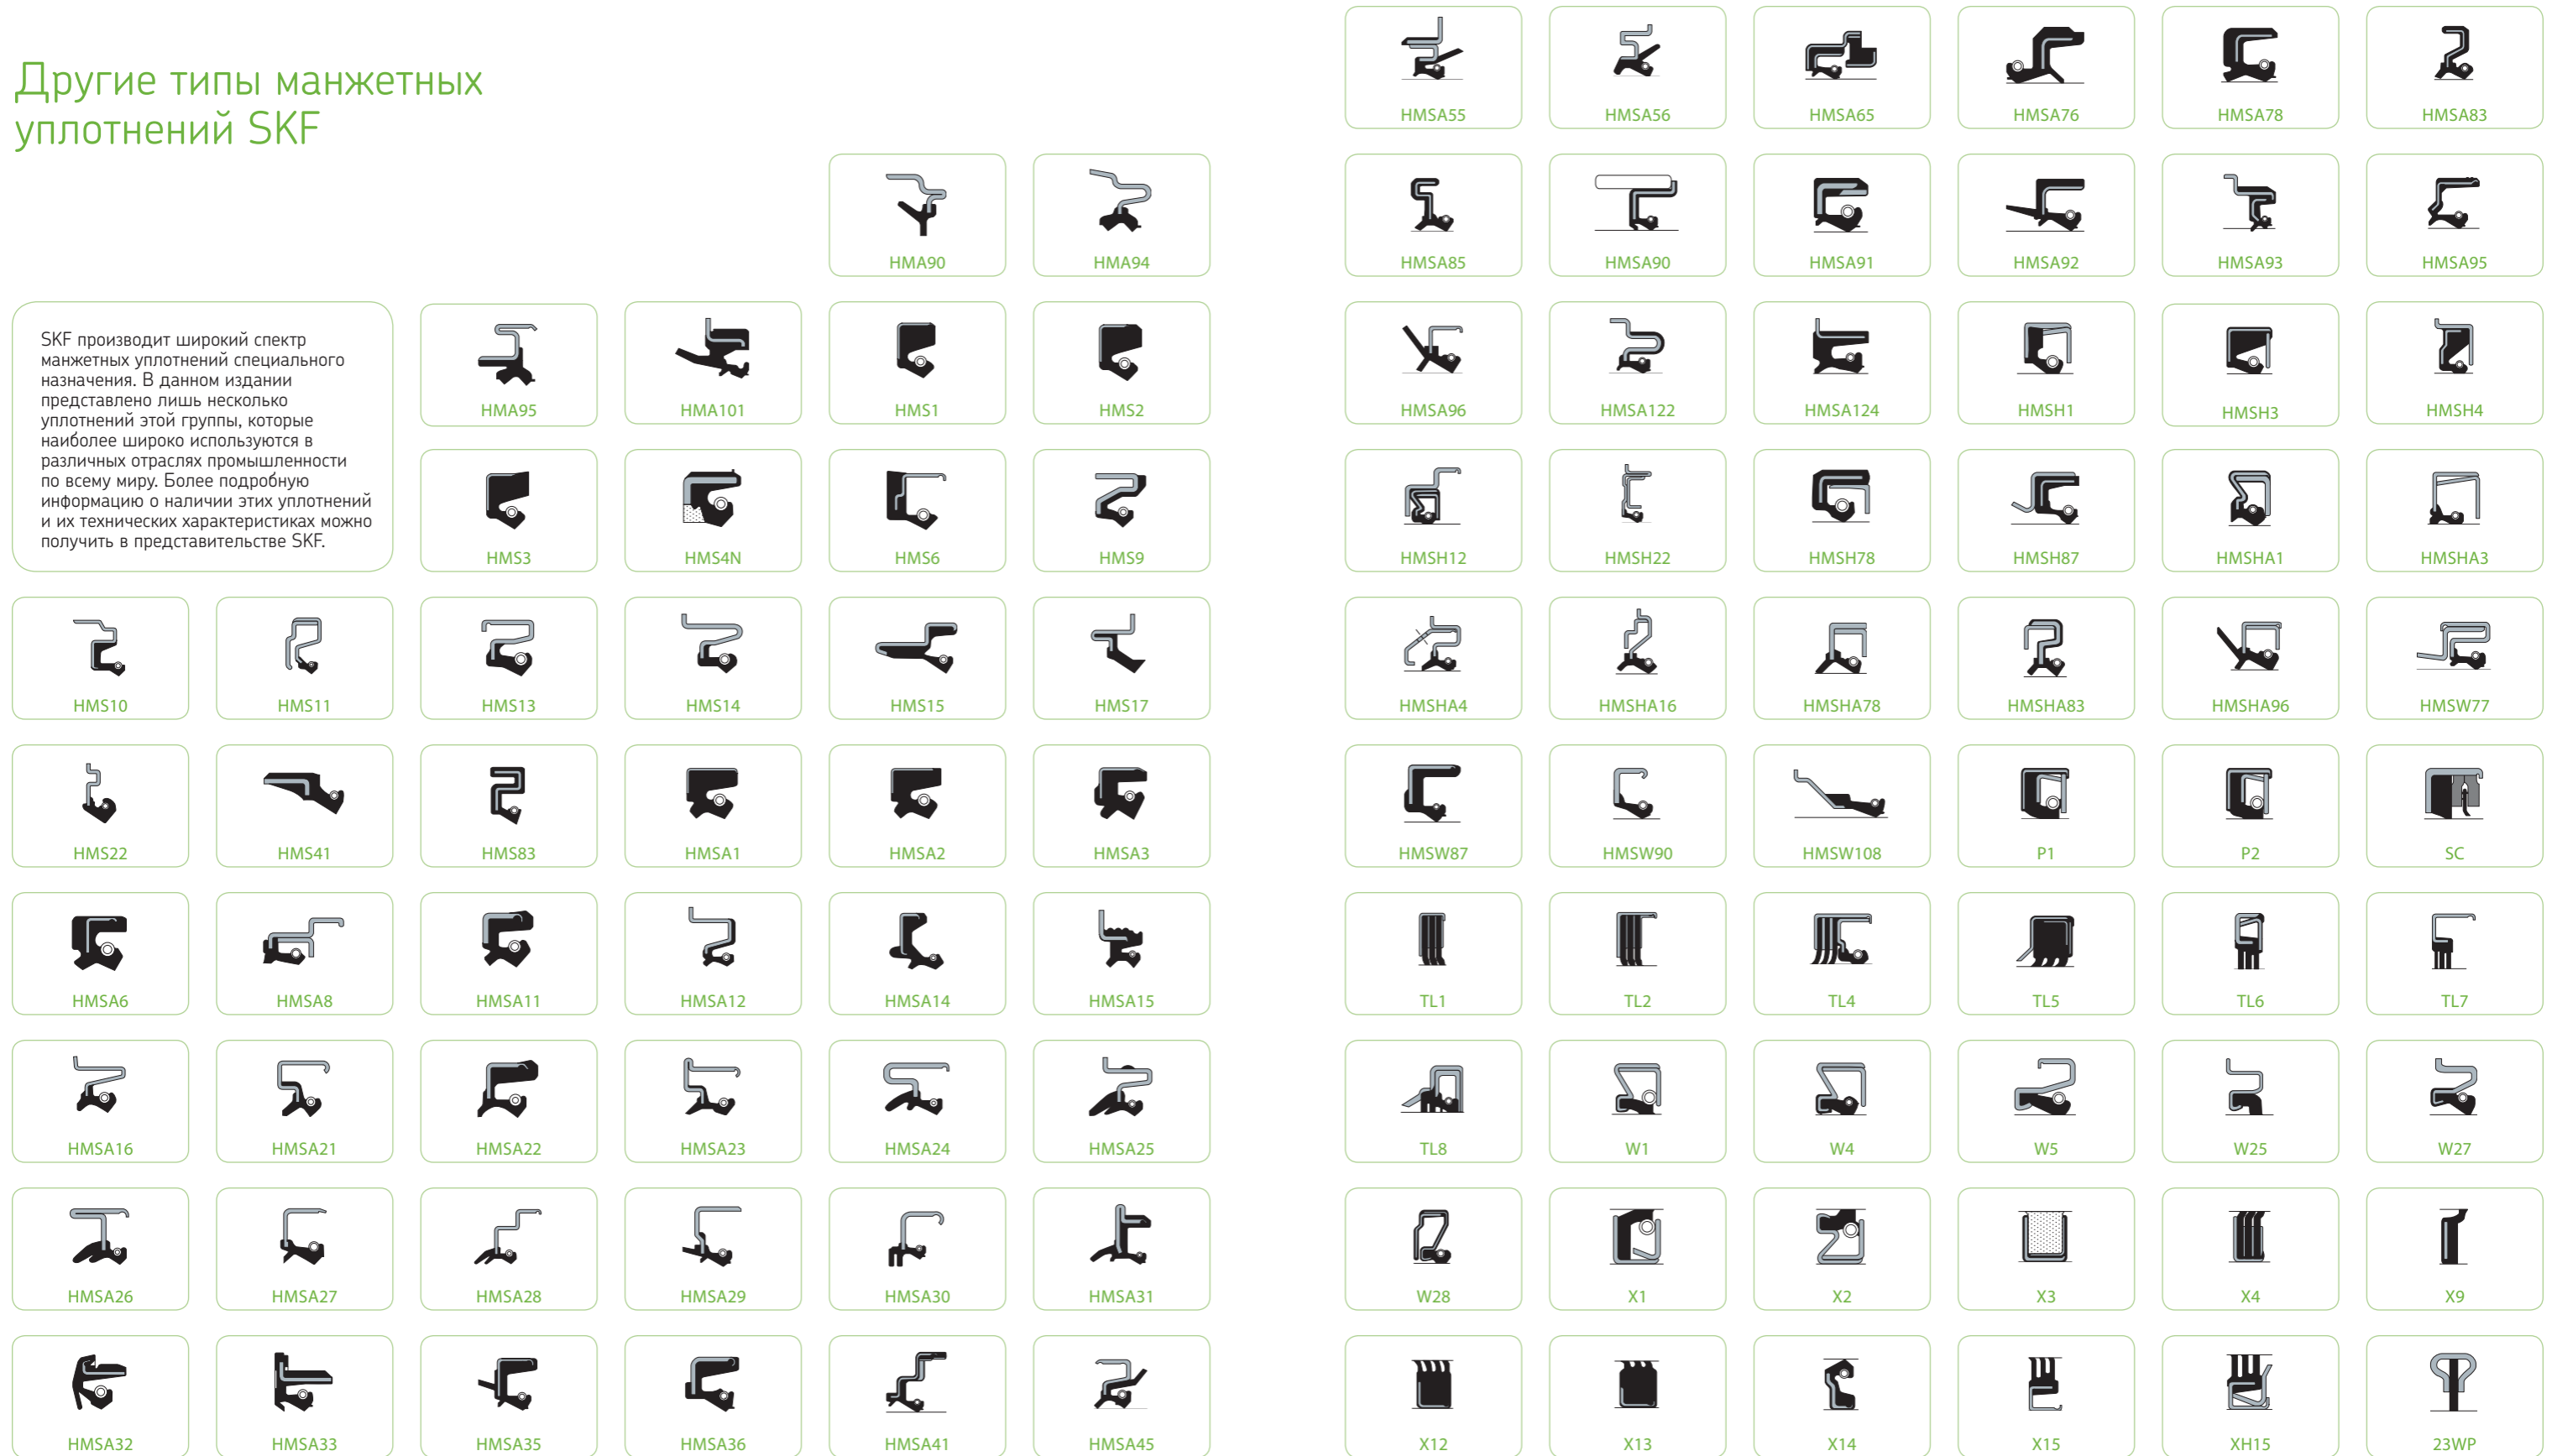 Другие типы манжетных
уплотнений SKF
HMA90 HMA94
SKF производит широкий спектр
манжетных уплотнений специального
назначения. В данном издании
представлено лишь несколько
уплотнений этой группы, которые
наиболее широко используются в
различных отраслях промышленности
по всему миру. Более подробную
информацию о наличии этих уплотнений
и их технических характеристиках можно
получить в представительстве SKF.
HMA95 HMA101 HMS1 HMS2
HMS3 HMS4N HMS6 HMS9
HMS10 HMS11 HMS13 HMS14 HMS15 HMS17
HMS22 HMS41 HMS83 HMSA1 HMSA2 HMSA3
HMSA6 HMSA8 HMSA11 HMSA12 HMSA14 HMSA15
HMSA16 HMSA21 HMSA22 HMSA23 HMSA24 HMSA25
HMSA26 HMSA27 HMSA28 HMSA29 HMSA30 HMSA31
HMSA32 HMSA33 HMSA35 HMSA36 HMSA41 HMSA45
HMSA55 HMSA56 HMSA65 HMSA76 HMSA78 HMSA83
HMSA85 HMSA90 HMSA91 HMSA92 HMSA93 HMSA95
HMSA96 HMSA122 HMSA124 HMSH1 HMSH3 HMSH4
HMSH12 HMSH22 HMSH78 HMSH87 HMSHA1 HMSHA3
HMSHA4 HMSHA16 HMSHA78 HMSHA83 HMSHA96 HMSW77
HMSW87 HMSW90 HMSW108 P1 P2 SC
TL1 TL2 TL4 TL5 TL6 TL7
TL8 W1 W4 W5 W25 W27
W28 X1 X2 X3 X4 X9
X12 X13 X14 X15 XH15 23WP